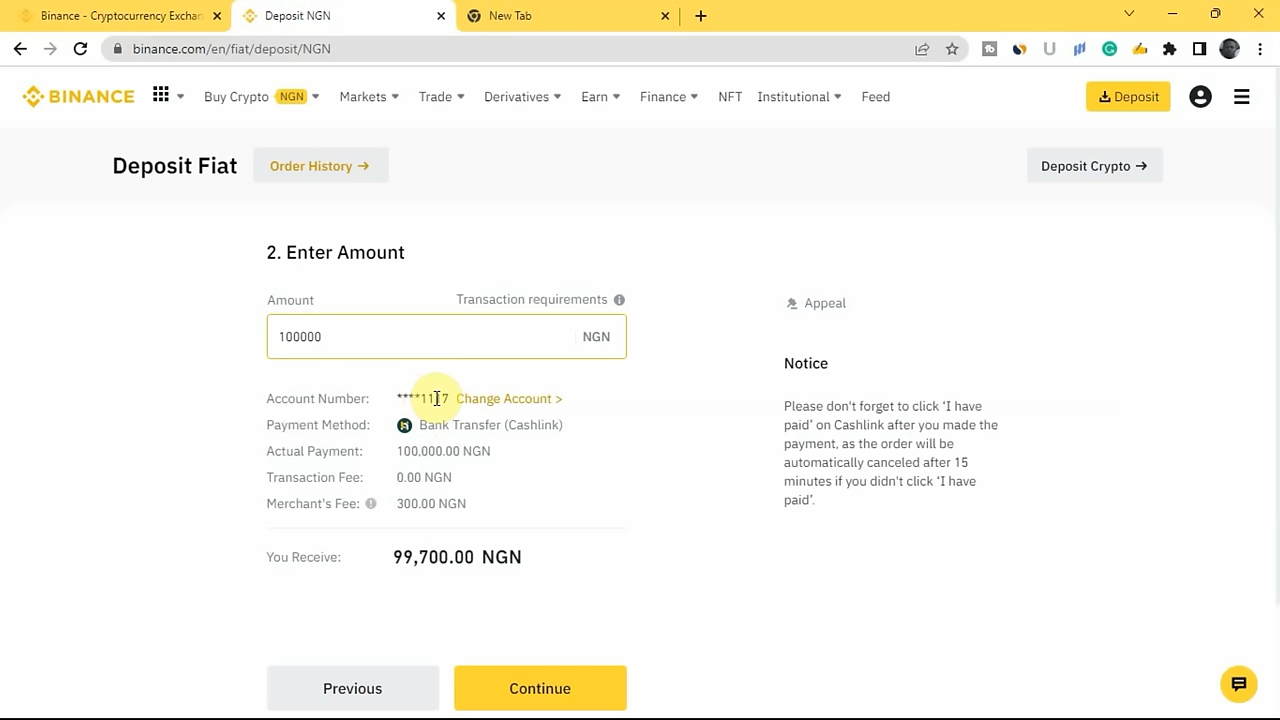 Binance - Cryptocurrency Exchan
Deposit NGN
New Tab
binance.com/en/fiat/deposit/NGN
BINANCE
Buy Crypto NGN
Markets
Trade
Derivatives
Earn
Finance
NFT
Institutional
Feed
Deposit
Deposit Fiat
Order History →
Deposit Crypto →
2. Enter Amount
Amount
Transaction requirements
100000 NGN
Account Number: Change Account >
Payment Method: Bank Transfer (Cashlink)
Actual Payment: 100,000.00 NGN
Transaction Fee: 0.00 NGN
Merchant's Fee: 300.00 NGN
You Receive: 99,700.00 NGN
Previous
Continue
Appeal
Notice
Please don't forget to click ‘I have
paid’ on Cashlink after you made the
payment, as the order will be
automatically canceled after 15
minutes if you didn't click ‘I have
paid’.